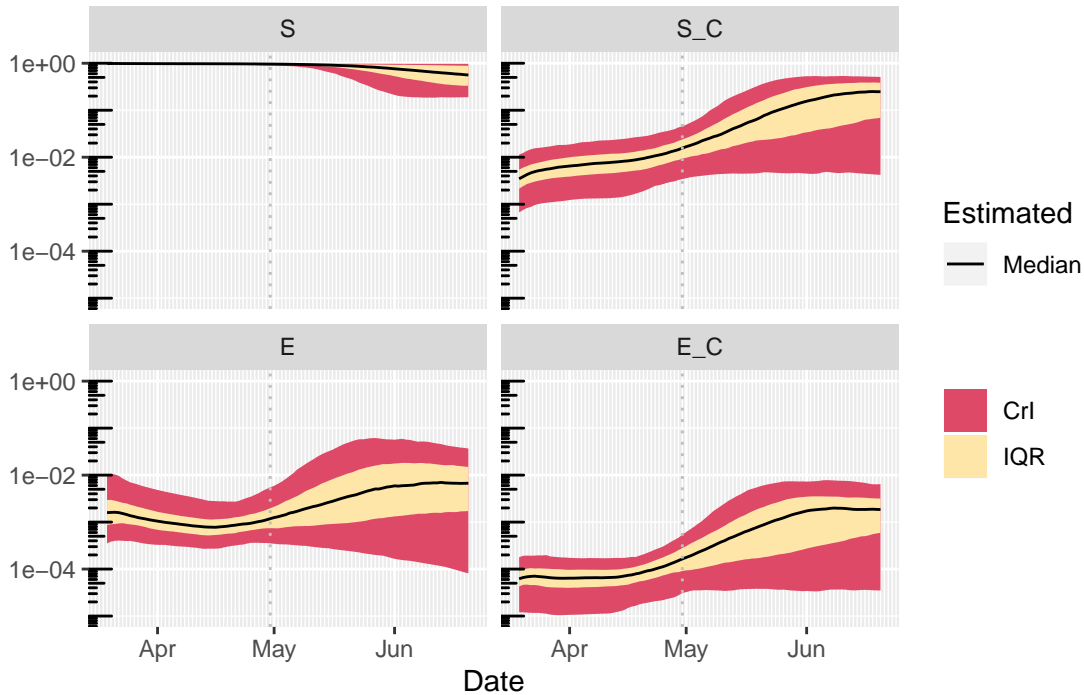 S
S_C
1e+00
1e−02
1e−04
E
E_C
1e+00
1e−02
1e−04
Apr
May
Jun
Apr
May
Jun
Date
Estimated
Median
CrI
IQR